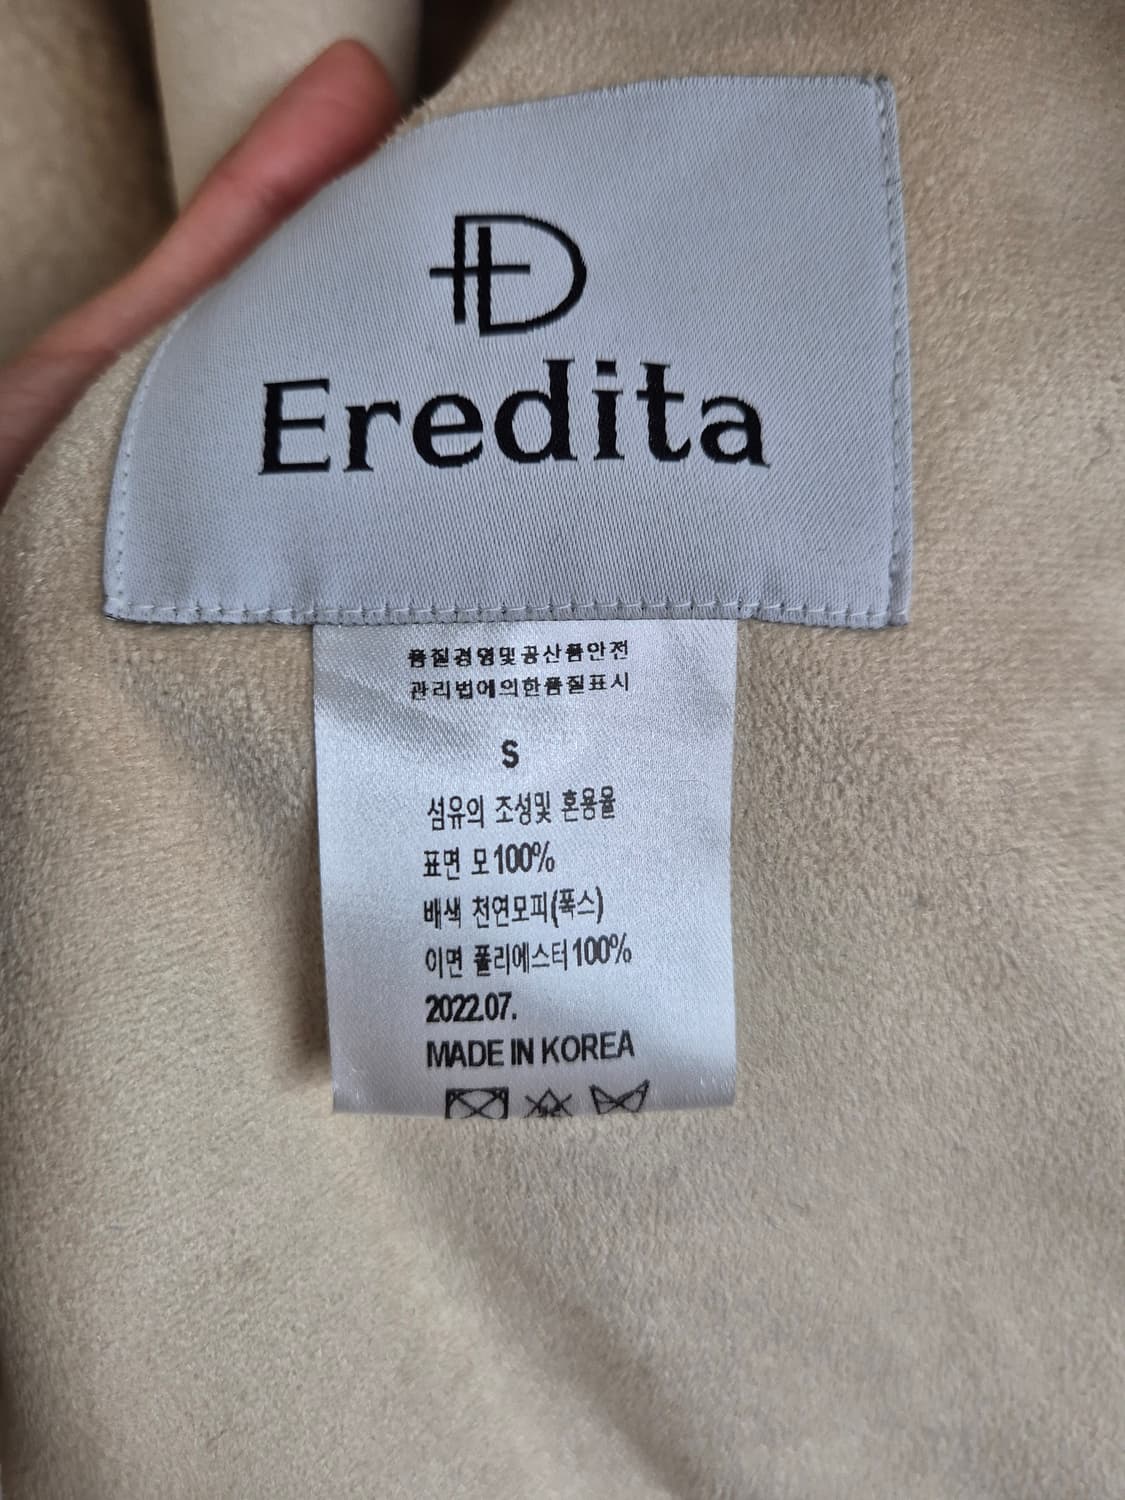 Eredita
품질경영및공산품안전
관리법에의한품질표시
S
섬유의 조성및 혼용율
표면 모100%
배색 천연모피(폭스)
이면 폴리에스터100%
2022.07.
MADE IN KOREA